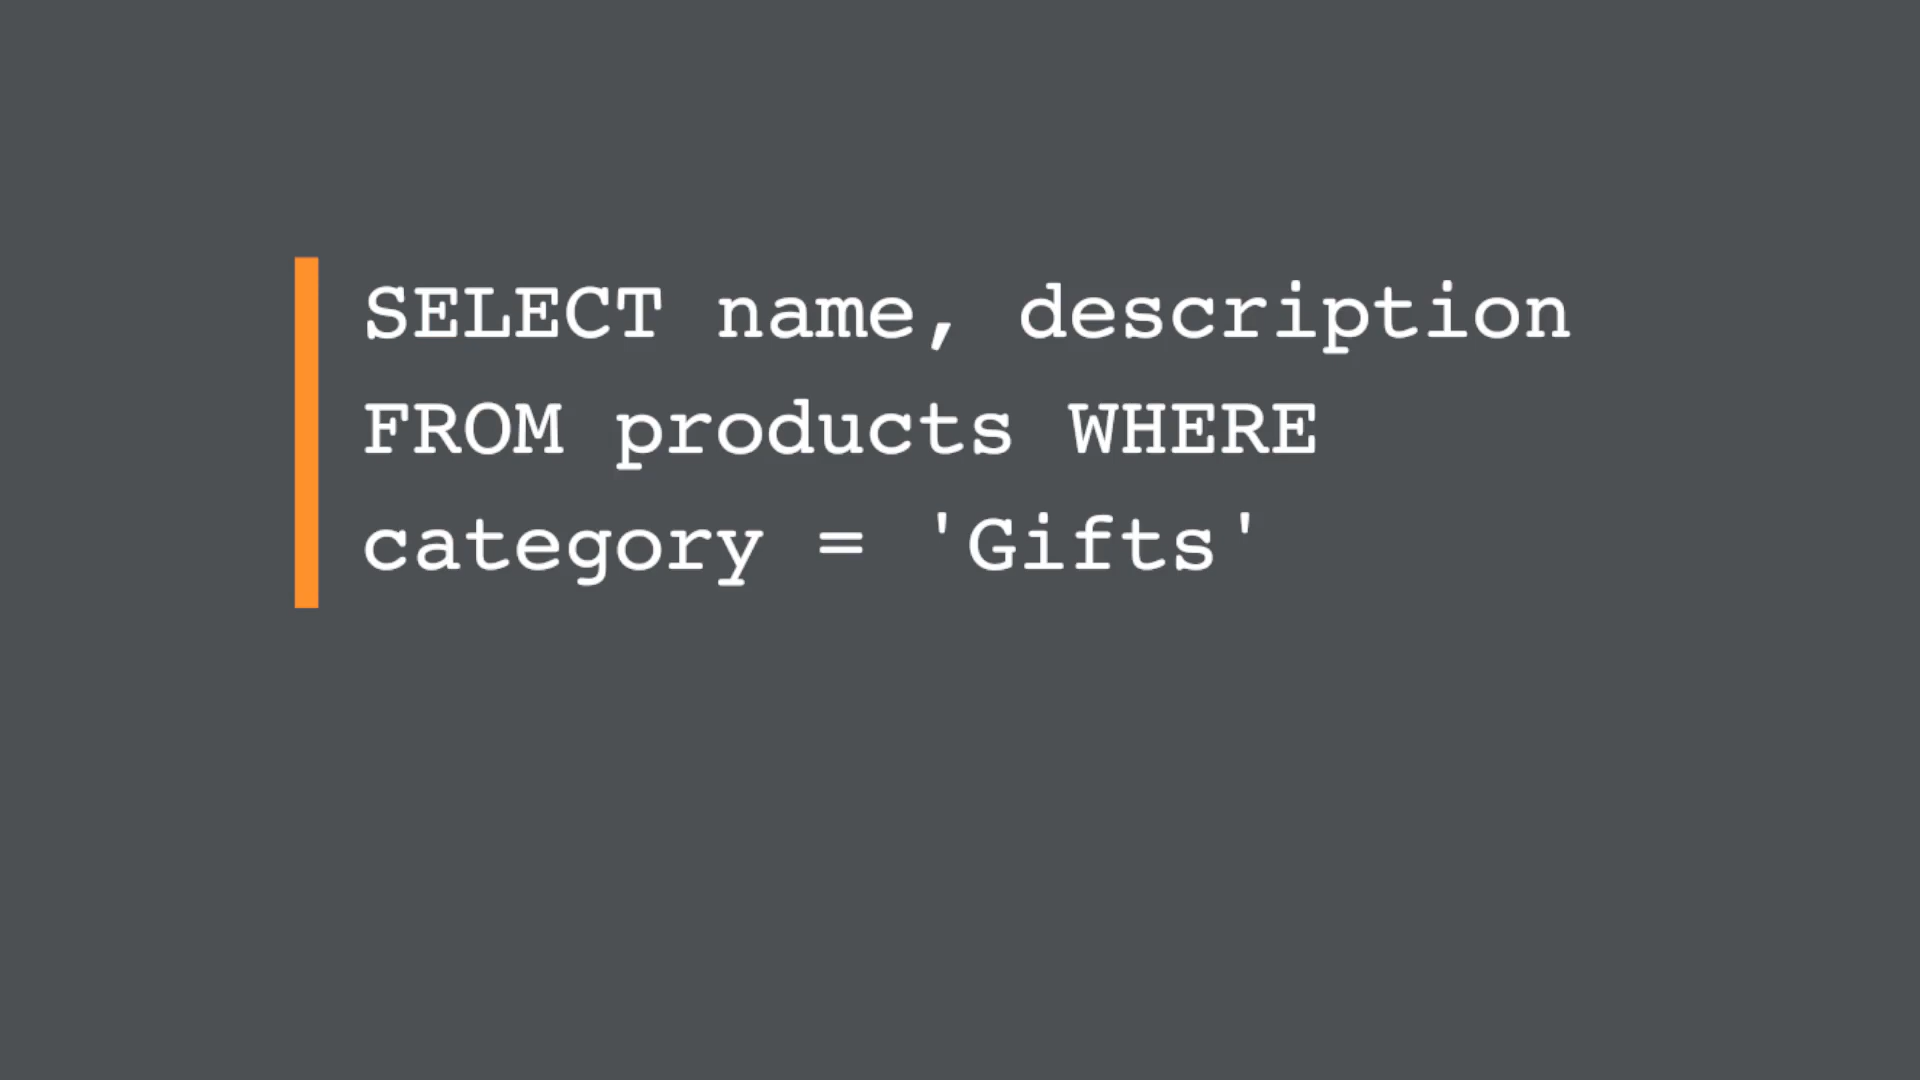 SELECT name, description
FROM products WHERE
category = 'Gifts'